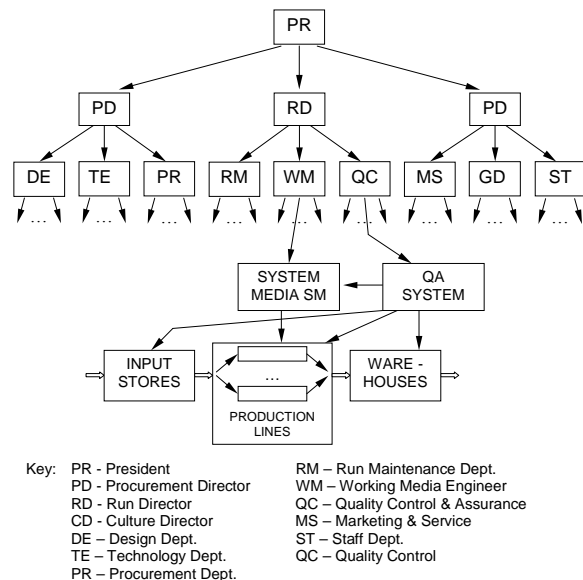 PR
PD RD PD
DE TE PR RM WM QC MS GD ST
... ... ... ... ... ... ... ... ...
SYSTEM
MEDIA SM
QA
SYSTEM
INPUT
STORES
...
PRODUCTION
LINES
WARE -
HOUSES
Key:
PR - President
PD - Procurement Director
RD - Run Director
CD - Culture Director
DE – Design Dept.
TE – Technology Dept.
PR – Procurement Dept.
RM – Run Maintenance Dept.
WM – Working Media Engineer
QC – Quality Control & Assurance
MS – Marketing & Service
ST – Staff Dept.
QC – Quality Control